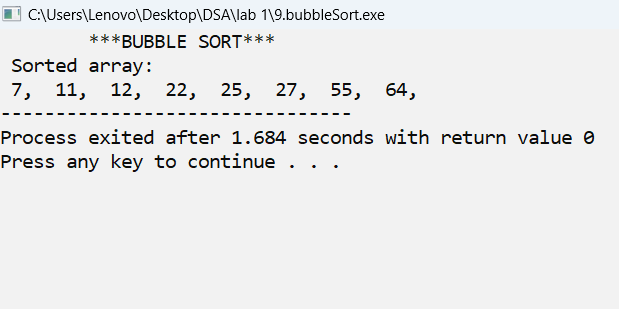 C:\Users\Lenovo\Desktop\DSA\lab 1\9.bubbleSort.exe
***BUBBLE SORT***
Sorted array:
7,  11,  12,  22,  25,  27,  55,  64,
--------------------------------
Process exited after 1.684 seconds with return value 0
Press any key to continue . . .